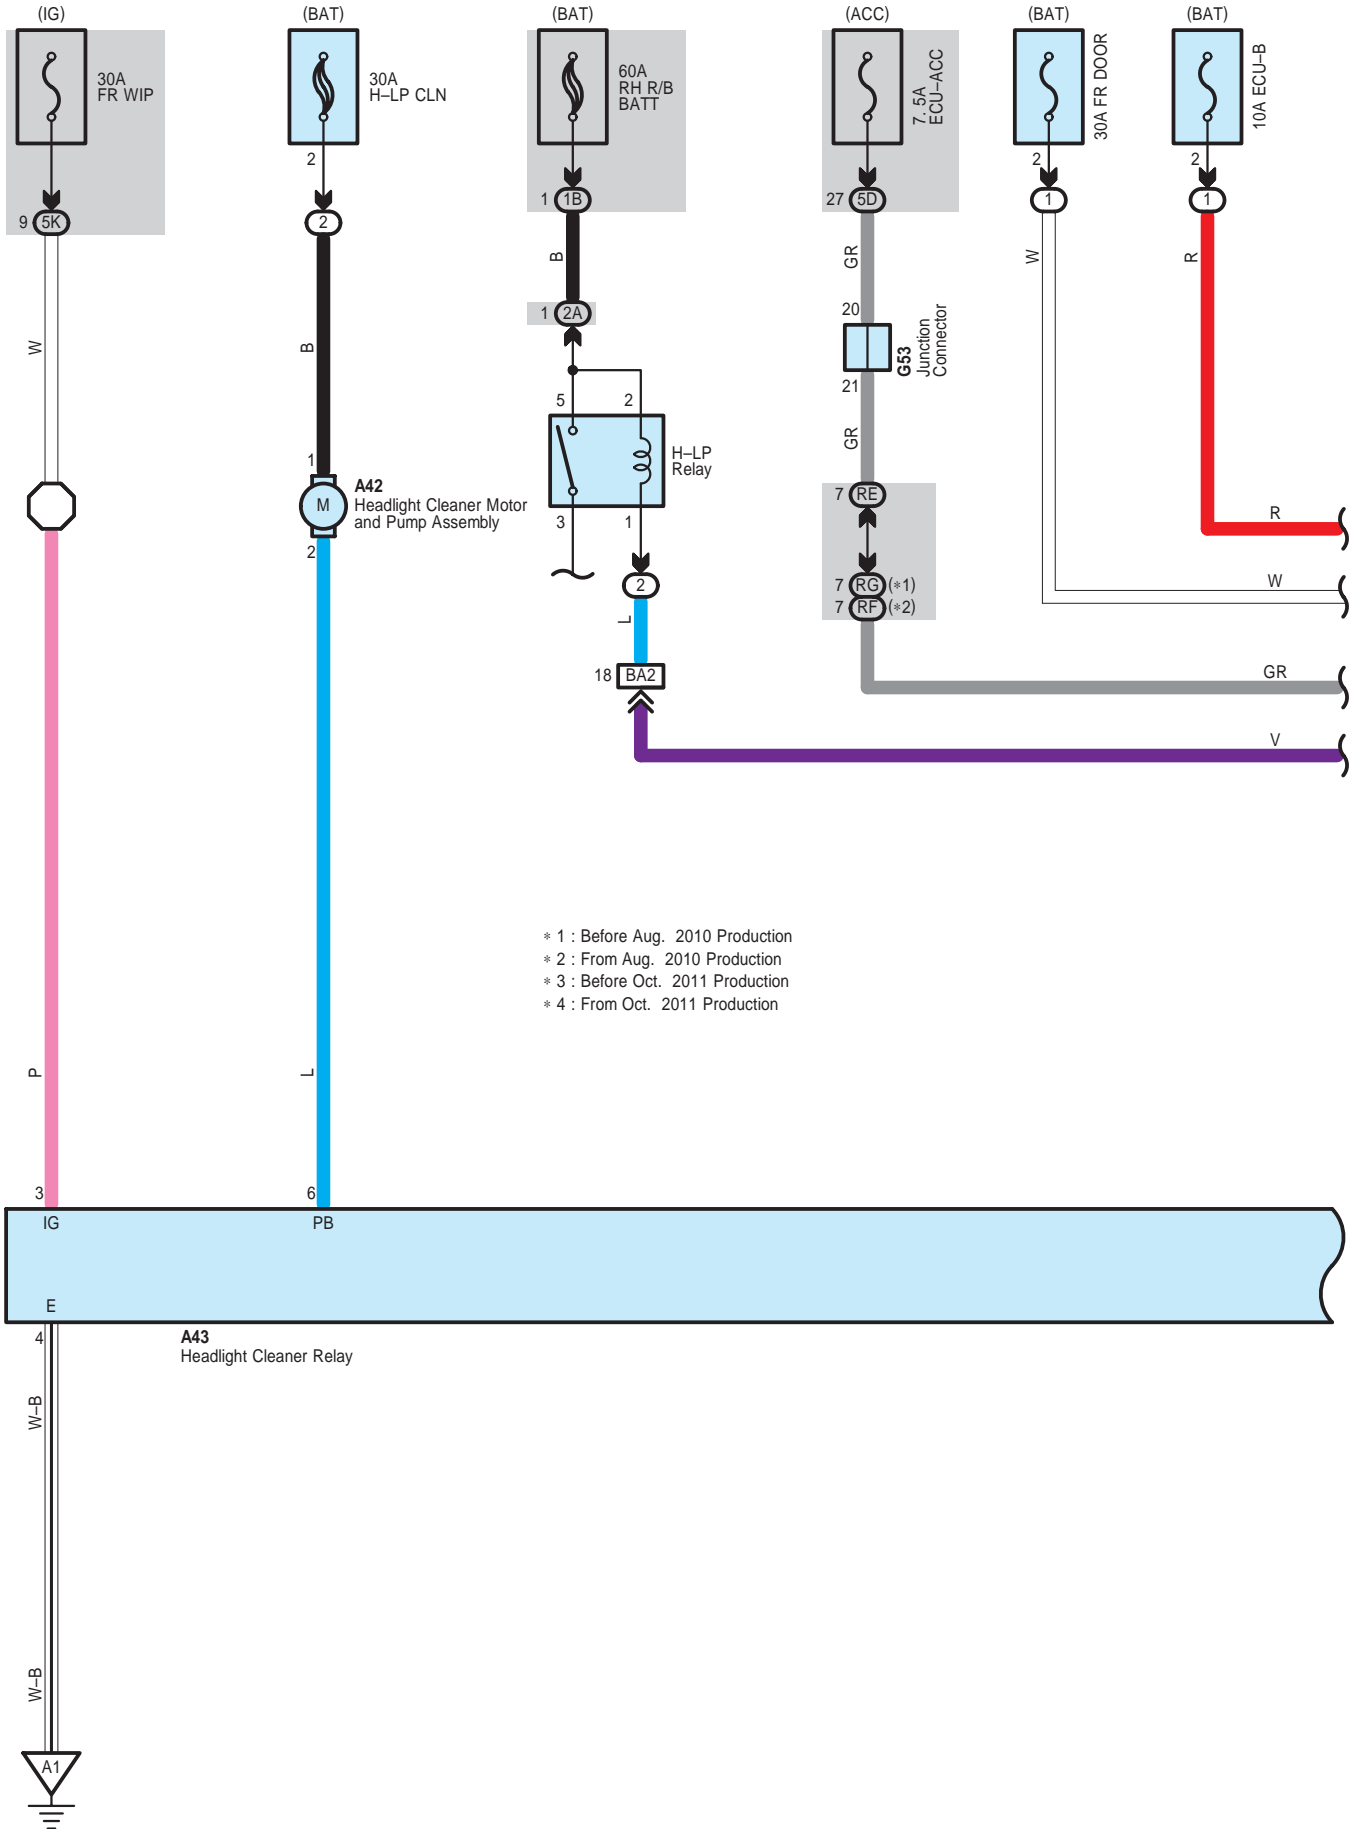 (IG)
(BAT)
(BAT)
(ACC)
(BAT)
(BAT)
30A
FR WIP
30A
H–LP CLN
60A
RH R/B
BATT
7. 5A
ECU–ACC
30A FR DOOR
10A ECU–B
2
2
2
9 5K
2
1 1B
27 5D
1
1
W
B
B
GR
W
R
1 2A
20
G53
Junction
Connector
21
5
2
H–LP
Relay
3
1
GR
1
M
A42
Headlight Cleaner Motor
and Pump Assembly
2
7 RE
R
2
7 RG (∗1)
7 RF (∗2)
W
L
18 BA2
GR
V
∗ 1 : Before Aug. 2010 Production
∗ 2 : From Aug. 2010 Production
∗ 3 : Before Oct. 2011 Production
∗ 4 : From Oct. 2011 Production
P
L
3
6
IG
PB
E
4
A43
Headlight Cleaner Relay
W–B
W–B
A1